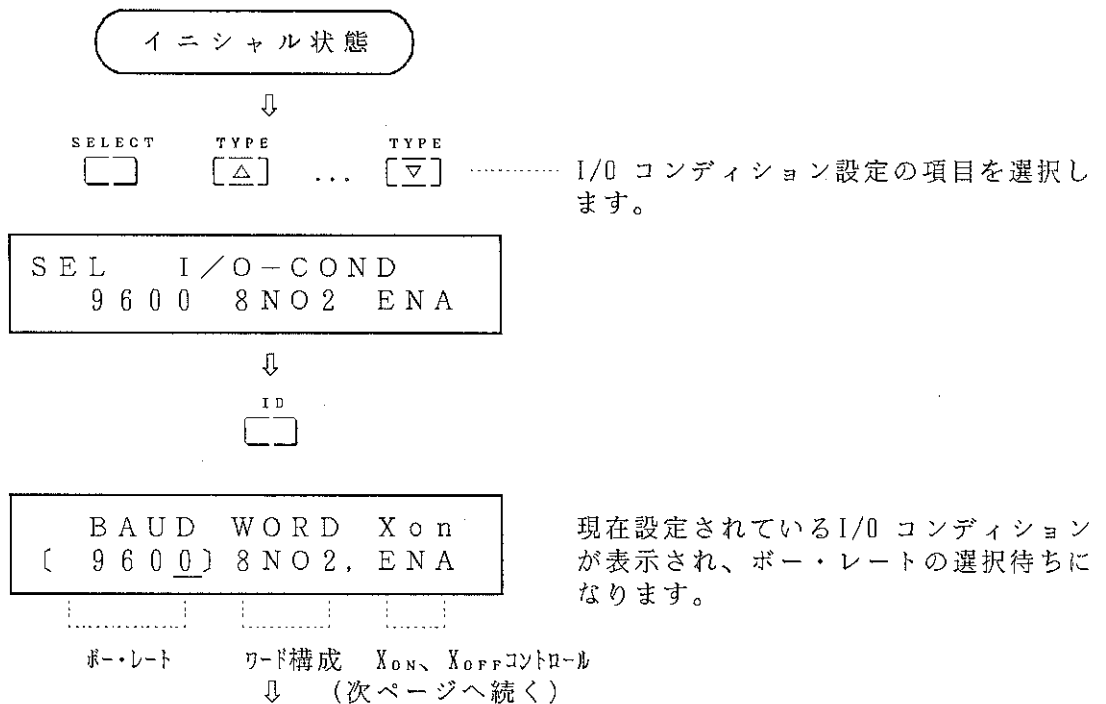 イニシャル状態
⇩
SELECT TYPE TYPE
△ ... ▽ ………… I/O コンディション設定の項目を選択し
ます。
SEL I/O-COND
9600 8NO2 ENA
⇩
ID
BAUD WORD Xon
[ 9600] 8NO2, ENA
現在設定されているI/O コンディション
が表示され、ボー・レートの選択待ちに
なります。
ボー・レート ワード構成 XON、XOFFコントロール
⇩ (次ページへ続く)